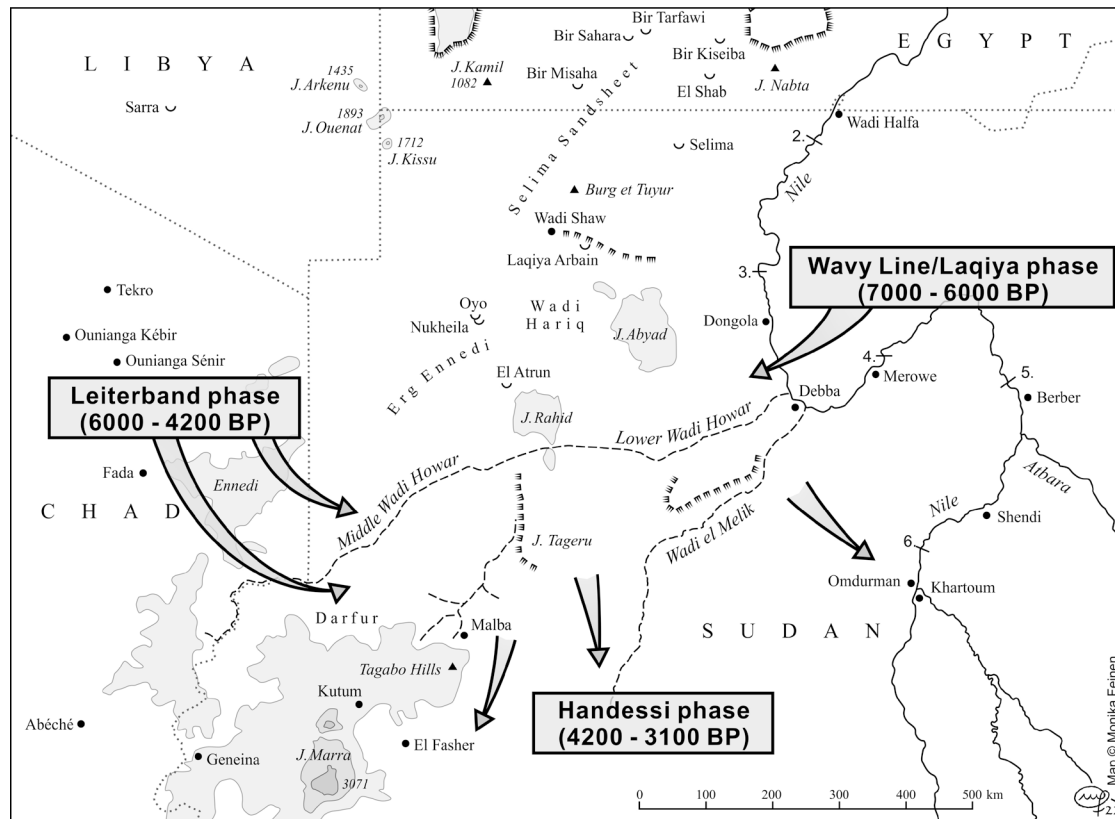 L I B Y A
E G Y P T
Bir Tarfawi
Bir Sahara
Bir Kiseiba
J. Kamil
1082
Bir Misaha
El Shab
J. Nabta
1435
J. Arkenu
Sarra
1893
J. Ouenat
1712
J. Kissu
Wadi Halfa
2.
Selima
Selima Sandsheet
Nile
Burg et Tuyur
Wadi Shaw
Laqiya Arbain
Wavy Line/Laqiya phase
(7000 - 6000 BP)
3.
Tekro
Oyo
Nukheila
Wadi
Hariq
J. Abyad
Dongola
Ounianga Kébir
Ounianga Sénir
Erg Ennedi
4.
Merowe
5.
Berber
El Atrun
Debba
Leiterband phase
(6000 - 4200 BP)
J. Rahid
Lower Wadi Howar
Middle Wadi Howar
Fada
Ennedi
C H A D
Atbara
Nile
Shendi
Wadi el Melik
J. Tageru
6.
Omdurman
Khartoum
Darfur
Malba
S U D A N
Tagabo Hills
Kutum
Abéché
Handessi phase
(4200 - 3100 BP)
El Fasher
Geneina
J. Marra
3071
0 100 200 300 400 500 km
Map © Monika Feinen